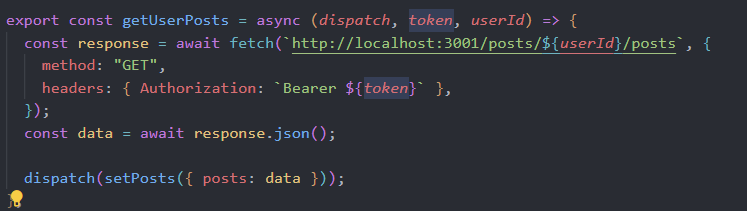 export const getUserPosts = async (dispatch, token, userId) => {
  const response = await fetch(`http://localhost:3001/posts/${userId}/posts`, {
    method: "GET",
    headers: { Authorization: `Bearer ${token}` },
  });
  const data = await response.json();

  dispatch(setPosts({ posts: data }));
};